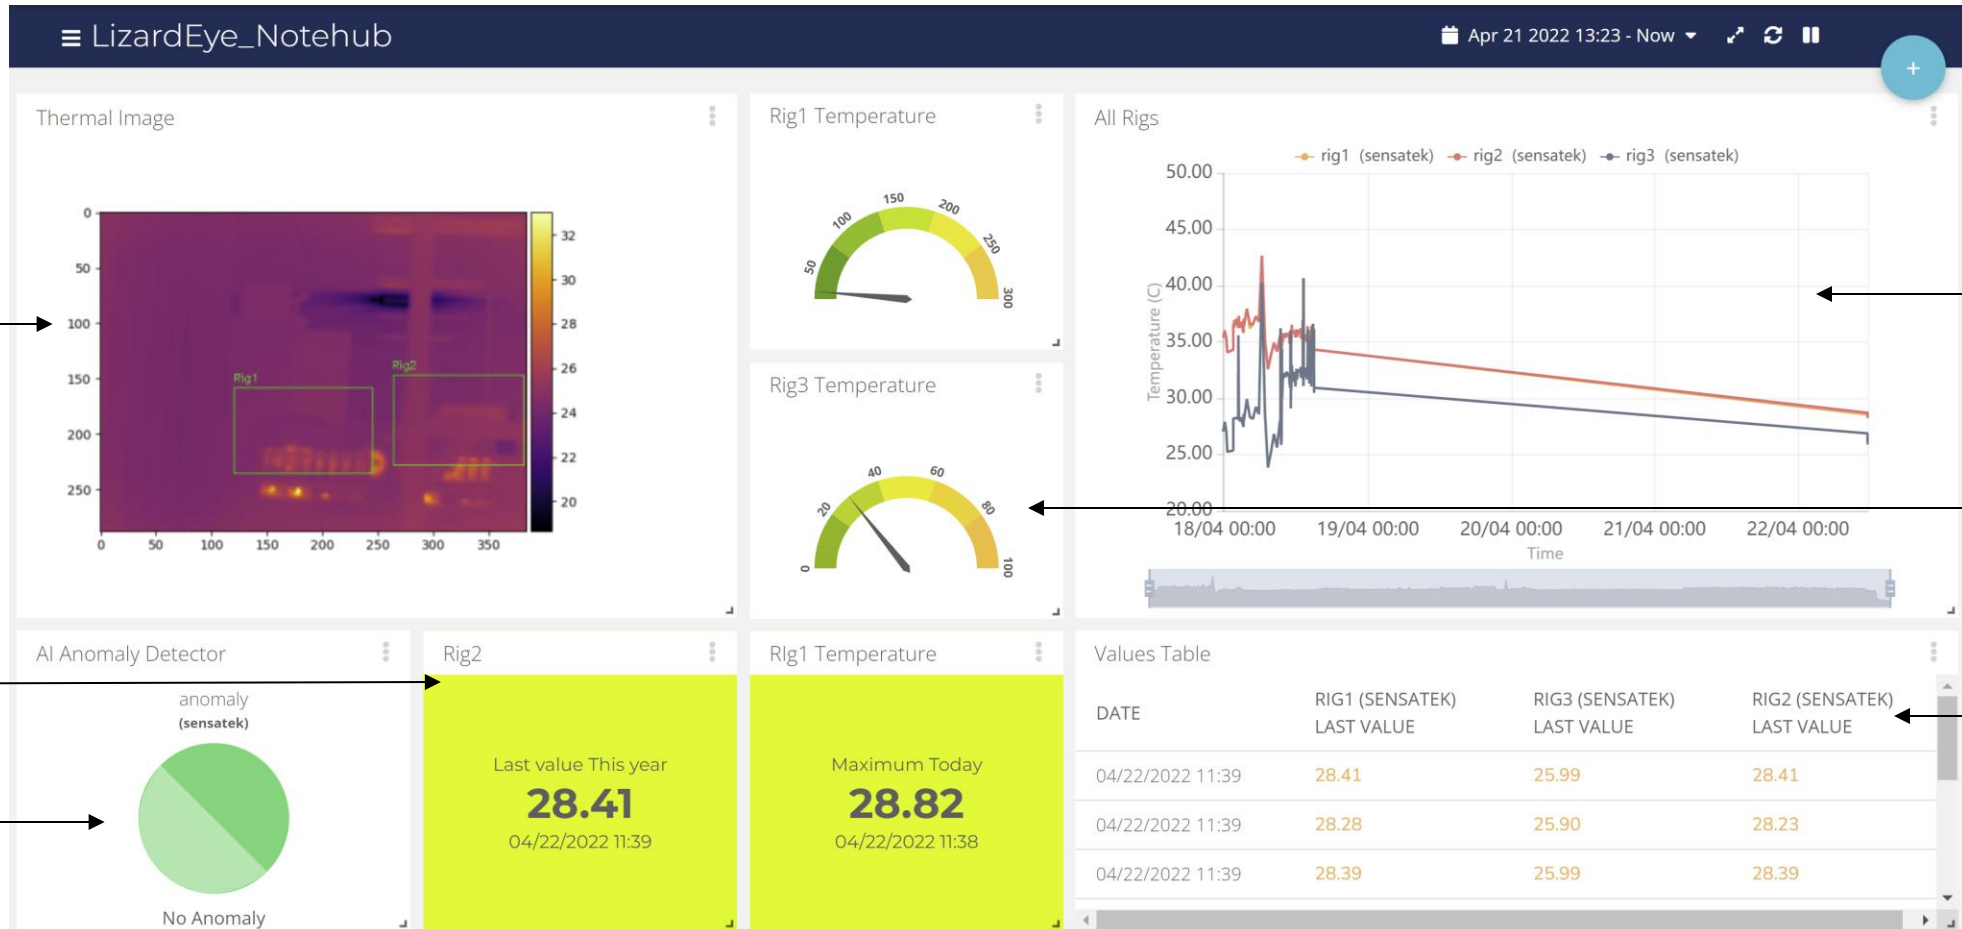 LizardEye_Notehub
Apr 21 2022 13:23 - Now
+
Thermal Image
0
50
100
150
200
250
0 50 100 150 200 250 300 350
Rig1
Rig2
32
30
28
26
24
22
20
Rig1 Temperature
50 100 150 200 250 300
Rig3 Temperature
0 20 40 60 80 100
All Rigs
rig1 (sensatek) rig2 (sensatek) rig3 (sensatek)
50.00
45.00
40.00
35.00
30.00
25.00
20.00
Temperature (C)
18/04 00:00 19/04 00:00 20/04 00:00 21/04 00:00 22/04 00:00
Time
AI Anomaly Detector
anomaly
(sensatek)
No Anomaly
Rig2
Last value This year
28.41
04/22/2022 11:39
RIg1 Temperature
Maximum Today
28.82
04/22/2022 11:38
Values Table
DATE RIG1 (SENSATEK) LAST VALUE RIG3 (SENSATEK) LAST VALUE RIG2 (SENSATEK) LAST VALUE
04/22/2022 11:39 28.41 25.99 28.41
04/22/2022 11:39 28.28 25.90 28.23
04/22/2022 11:39 28.39 25.99 28.39